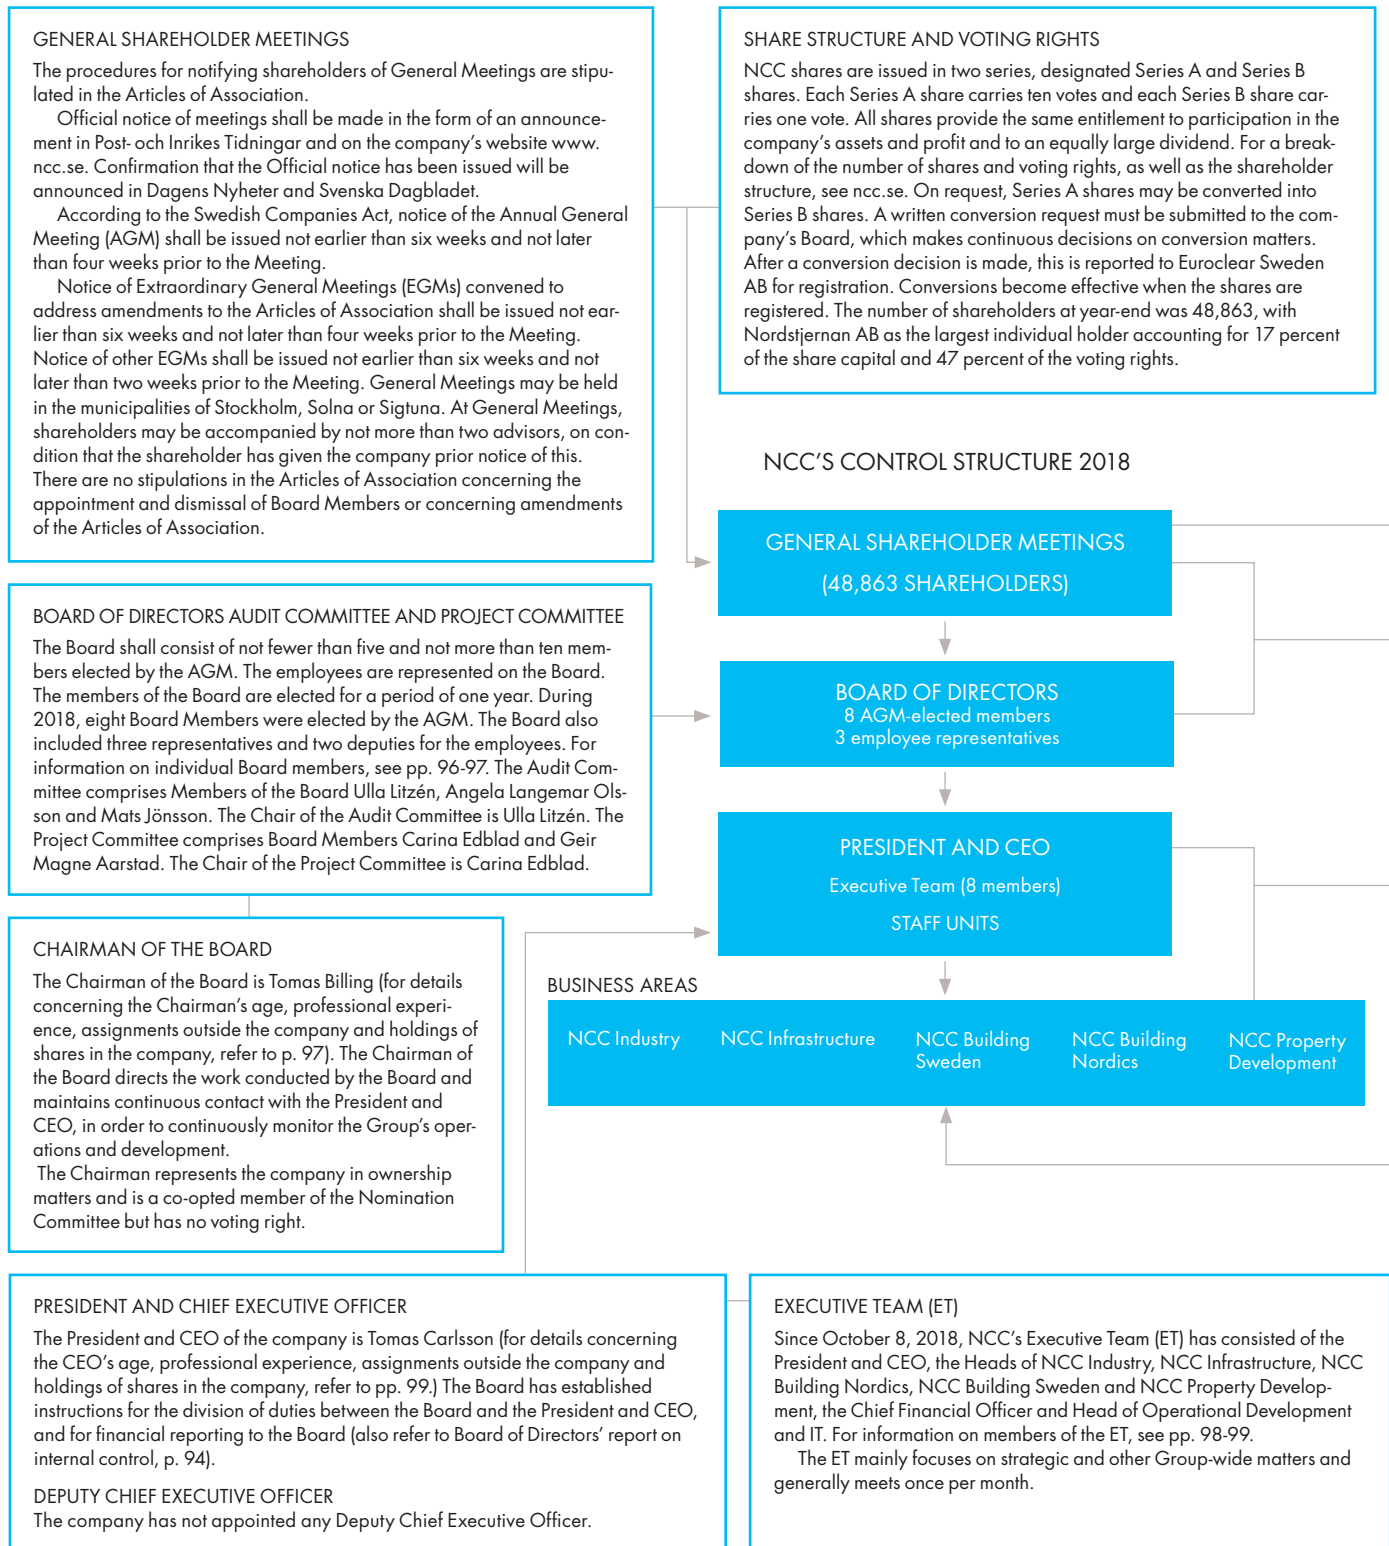 GENERAL SHAREHOLDER MEETINGS
The procedures for notifying shareholders of General Meetings are stipu-
lated in the Articles of Association.
Official notice of meetings shall be made in the form of an announce-
ment in Post- och Inrikes Tidningar and on the company's website www.
ncc.se. Confirmation that the Official notice has been issued will be
announced in Dagens Nyheter and Svenska Dagbladet.
According to the Swedish Companies Act, notice of the Annual General
Meeting (AGM) shall be issued not earlier than six weeks and not later
than four weeks prior to the Meeting.
Notice of Extraordinary General Meetings (EGMs) convened to
address amendments to the Articles of Association shall be issued not ear-
lier than six weeks and not later than four weeks prior to the Meeting.
Notice of other EGMs shall be issued not earlier than six weeks and not
later than two weeks prior to the Meeting. General Meetings may be held
in the municipalities of Stockholm, Solna or Sigtuna. At General Meetings,
shareholders may be accompanied by not more than two advisors, on con-
dition that the shareholder has given the company prior notice of this.
There are no stipulations in the Articles of Association concerning the
appointment and dismissal of Board Members or concerning amendments
of the Articles of Association.
SHARE STRUCTURE AND VOTING RIGHTS
NCC shares are issued in two series, designated Series A and Series B
shares. Each Series A share carries ten votes and each Series B share car-
ries one vote. All shares provide the same entitlement to participation in the
company's assets and profit and to an equally large dividend. For a break-
down of the number of shares and voting rights, as well as the shareholder
structure, see ncc.se. On request, Series A shares may be converted into
Series B shares. A written conversion request must be submitted to the com-
pany's Board, which makes continuous decisions on conversion matters.
After a conversion decision is made, this is reported to Euroclear Sweden
AB for registration. Conversions become effective when the shares are
registered. The number of shareholders at year-end was 48,863, with
Nordstjernan AB as the largest individual holder accounting for 17 percent
of the share capital and 47 percent of the voting rights.
NCC'S CONTROL STRUCTURE 2018
GENERAL SHAREHOLDER MEETINGS
(48,863 SHAREHOLDERS)
BOARD OF DIRECTORS AUDIT COMMITTEE AND PROJECT COMMITTEE
The Board shall consist of not fewer than five and not more than ten mem-
bers elected by the AGM. The employees are represented on the Board.
The members of the Board are elected for a period of one year. During
2018, eight Board Members were elected by the AGM. The Board also
included three representatives and two deputies for the employees. For
information on individual Board members, see pp. 96-97. The Audit Com-
mittee comprises Members of the Board Ulla Litzén, Angela Langemar Ols-
son and Mats Jönsson. The Chair of the Audit Committee is Ulla Litzén. The
Project Committee comprises Board Members Carina Edblad and Geir
Magne Aarstad. The Chair of the Project Committee is Carina Edblad.
BOARD OF DIRECTORS
8 AGM-elected members
3 employee representatives
PRESIDENT AND CEO
Executive Team (8 members)
STAFF UNITS
CHAIRMAN OF THE BOARD
The Chairman of the Board is Tomas Billing (for details
concerning the Chairman's age, professional experi-
ence, assignments outside the company and holdings of
shares in the company, refer to p. 97). The Chairman of
the Board directs the work conducted by the Board and
maintains continuous contact with the President and
CEO, in order to continuously monitor the Group's oper-
ations and development.
The Chairman represents the company in ownership
matters and is a co-opted member of the Nomination
Committee but has no voting right.
BUSINESS AREAS
NCC Industry
NCC Infrastructure
NCC Building
Sweden
NCC Building
Nordics
NCC Property
Development
PRESIDENT AND CHIEF EXECUTIVE OFFICER
The President and CEO of the company is Tomas Carlsson (for details concerning
the CEO's age, professional experience, assignments outside the company and
holdings of shares in the company, refer to pp. 99.) The Board has established
instructions for the division of duties between the Board and the President and CEO,
and for financial reporting to the Board (also refer to Board of Directors' report on
internal control, p. 94).
DEPUTY CHIEF EXECUTIVE OFFICER
The company has not appointed any Deputy Chief Executive Officer.
EXECUTIVE TEAM (ET)
Since October 8, 2018, NCC's Executive Team (ET) has consisted of the
President and CEO, the Heads of NCC Industry, NCC Infrastructure, NCC
Building Nordics, NCC Building Sweden and NCC Property Develop-
ment, the Chief Financial Officer and Head of Operational Development
and IT. For information on members of the ET, see pp. 98-99.
The ET mainly focuses on strategic and other Group-wide matters and
generally meets once per month.